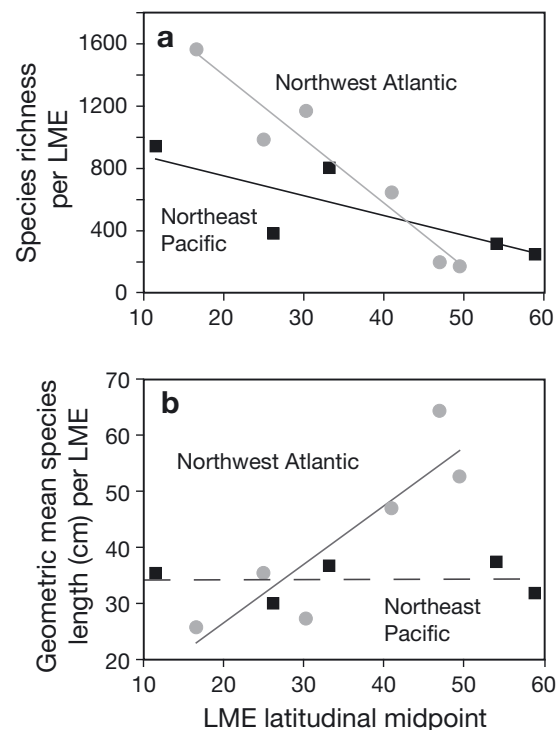 a
Species richness
per LME
1600
1200
800
400
0
Northwest Atlantic
Northeast
Pacific
10 20 30 40 50 60
b
Geometric mean species
length (cm) per LME
70
60
50
40
30
20
Northwest Atlantic
Northeast
Pacific
10 20 30 40 50 60
LME latitudinal midpoint